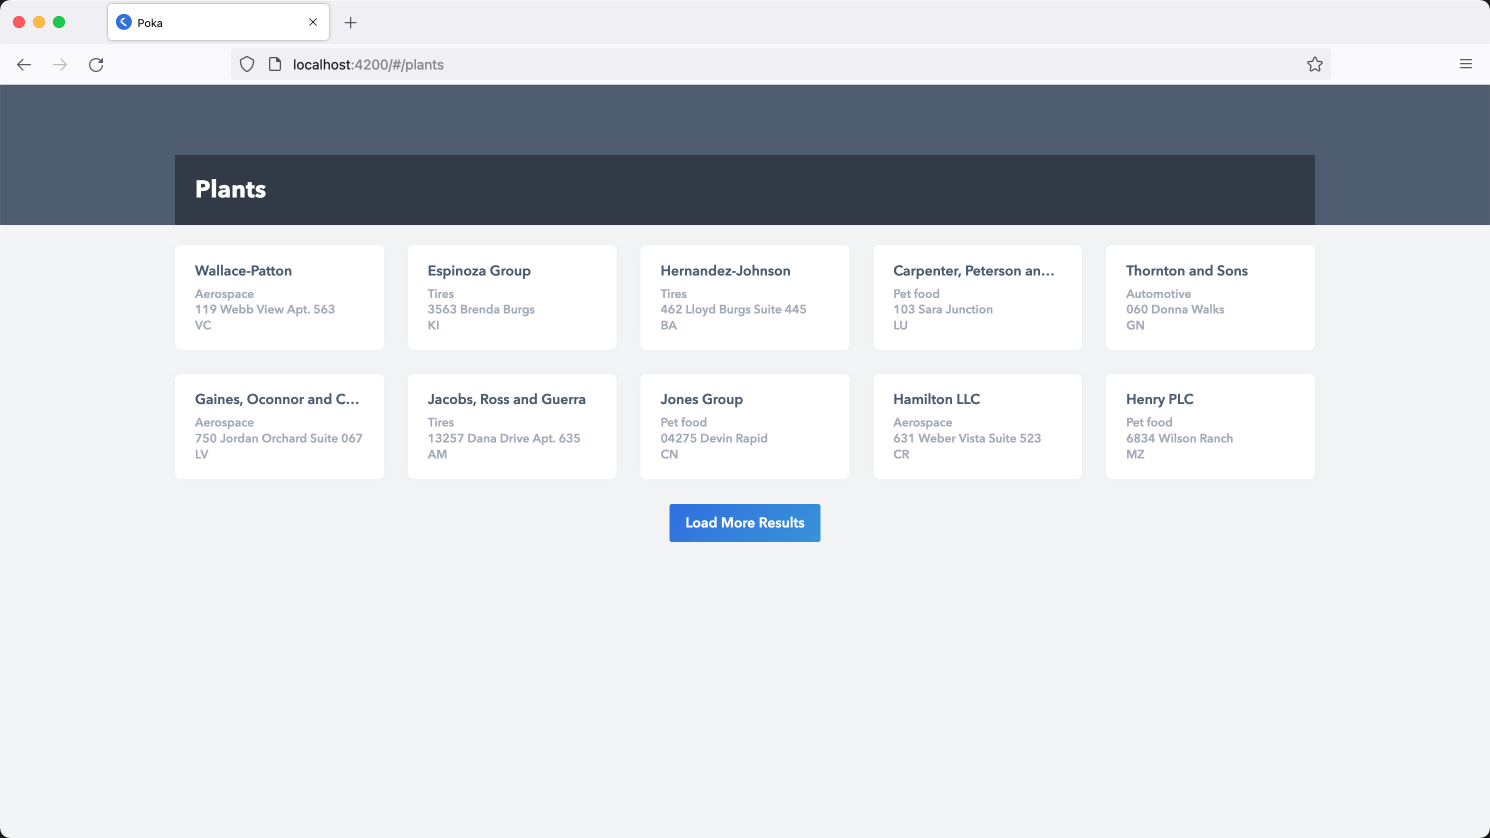 Poka
localhost:4200/#/plants
Plants
Wallace-Patton
Aerospace
119 Webb View Apt. 563
VC
Espinoza Group
Tires
3563 Brenda Burgs
KI
Hernandez-Johnson
Tires
462 Lloyd Burgs Suite 445
BA
Carpenter, Peterson an...
Pet food
103 Sara Junction
LU
Thornton and Sons
Automotive
060 Donna Walks
GN
Gaines, Oconnor and C...
Aerospace
750 Jordan Orchard Suite 067
LV
Jacobs, Ross and Guerra
Tires
13257 Dana Drive Apt. 635
AM
Jones Group
Pet food
04275 Devin Rapid
CN
Hamilton LLC
Aerospace
631 Weber Vista Suite 523
CR
Henry PLC
Pet food
6834 Wilson Ranch
MZ
Load More Results